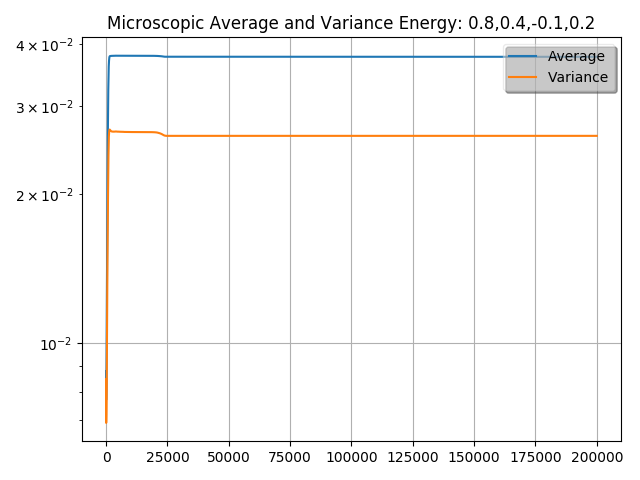 Microscopic Average and Variance Energy: 0.8,0.4,-0.1,0.2
4 × 10⁻²
3 × 10⁻²
2 × 10⁻²
10⁻²
Average
Variance
0 25000 50000 75000 100000 125000 150000 175000 200000